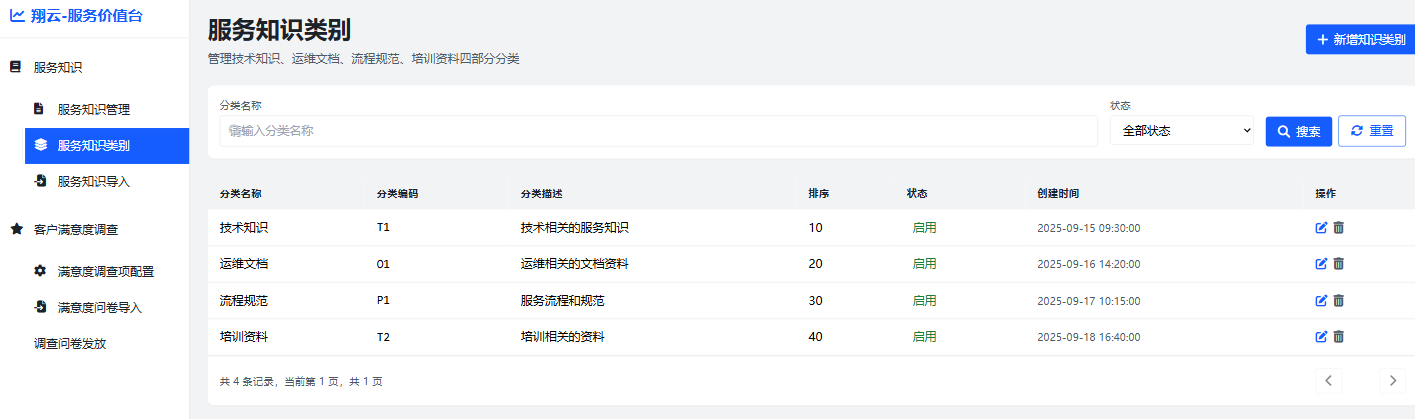 翔云-服务价值台
服务知识
服务知识管理
服务知识类别
服务知识导入
客户满意度调查
满意度调查项配置
满意度问卷导入
调查问卷发放
服务知识类别
管理技术知识、运维文档、流程规范、培训资料四部分分类
新增知识类别
分类名称 状态
请输入分类名称 全部状态 搜索 重置
分类名称 分类编码 分类描述 排序 状态 创建时间 操作
技术知识 T1 技术相关的服务知识 10 启用 2025-09-15 09:30:00
运维文档 O1 运维相关的文档资料 20 启用 2025-09-16 14:20:00
流程规范 P1 服务流程和规范 30 启用 2025-09-17 10:15:00
培训资料 T2 培训相关的资料 40 启用 2025-09-18 16:40:00
共 4 条记录，当前第 1 页，共 1 页